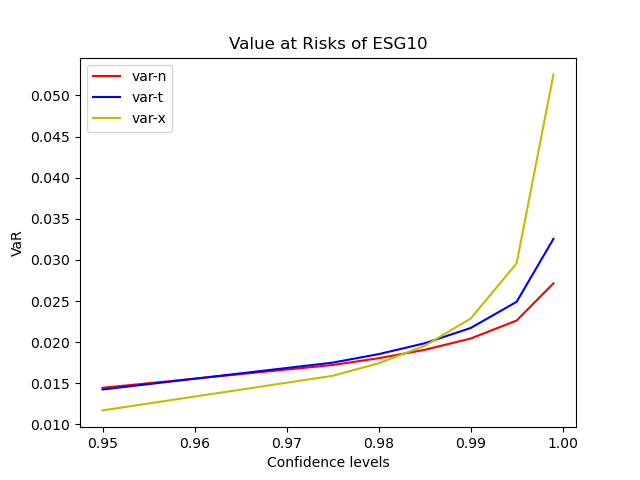 Value at Risks of ESG10
var-n
var-t
var-x
VaR
0.050
0.045
0.040
0.035
0.030
0.025
0.020
0.015
0.010
0.95 0.96 0.97 0.98 0.99 1.00
Confidence levels